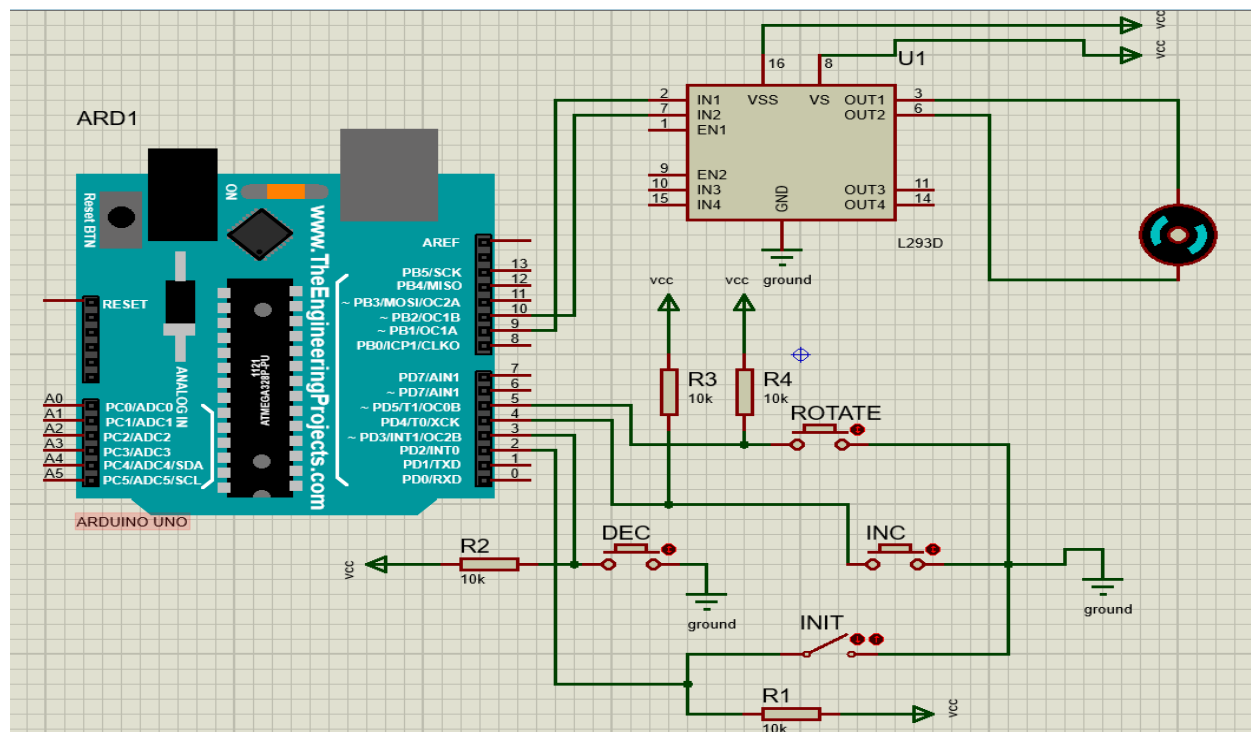 VCC
VCC
U1
16
8
VSS
VS
2
IN1
OUT1
3
7
IN2
OUT2
6
1
EN1
9
EN2
10
IN3
OUT3
11
15
IN4
OUT4
14
GND
L293D
ground
ARD1
Reset BTN
ON
www.TheEngineeringProjects.com
AREF
PB5/SCK
13
PB4/MISO
12
~ PB3/MOSI/OC2A
11
~ PB2/OC1B
10
~ PB1/OC1A
9
PB0/ICP1/CLKO
8
RESET
ANALOG IN
1121
ATMEGA328P-PU
PD7/AIN1
7
~ PD7/AIN1
6
~ PD5/T1/OC0B
5
PD4/T0/XCK
4
~ PD3/INT1/OC2B
3
PD2/INT0
2
PD1/TXD
1
PD0/RXD
0
A0
PC0/ADC0
A1
PC1/ADC1
A2
PC2/ADC2
A3
PC3/ADC3
A4
PC4/ADC4/SDA
A5
PC5/ADC5/SCL
ARDUINO UNO
vcc
vcc
R3
10k
R4
10k
ROTATE
DEC
INC
R2
10k
VCC
ground
ground
INIT
R1
10k
VCC